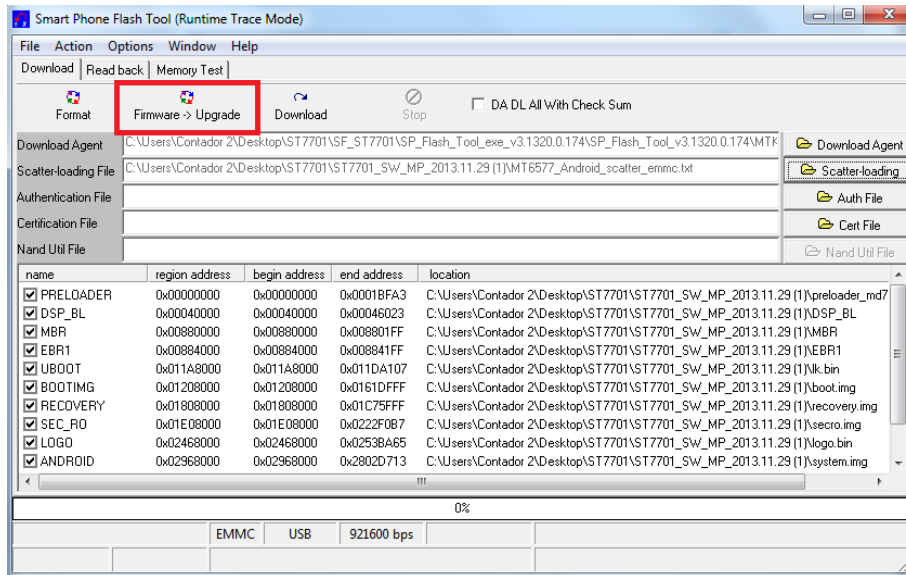 Smart Phone Flash Tool (Runtime Trace Mode)
File Action Options Window Help
Download Read back Memory Test
Format Firmware -> Upgrade Download Stop DA DL All With Check Sum
Download Agent C:\Users\Contador 2\Desktop\ST7701\SF_ST7701\SP_Flash_Tool_exe_v3.1320.0.174\SP_Flash_Tool_v3.1320.0.174\MTK Download Agent
Scatter-loading File C:\Users\Contador 2\Desktop\ST7701\ST7701_SW_MP_2013.11.29 (1)\MT6577_Android_scatter_emmc.txt Scatter-loading
Authentication File Auth File
Certification File Cert File
Nand Util File Nand Util File
name region address begin address end address location
PRELOADER 0x00000000 0x00000000 0x0001BFA3 C:\Users\Contador 2\Desktop\ST7701\ST7701_SW_MP_2013.11.29 (1)\preloader_md7
DSP_BL 0x00040000 0x00040000 0x00046023 C:\Users\Contador 2\Desktop\ST7701\ST7701_SW_MP_2013.11.29 (1)\DSP_BL
MBR 0x00880000 0x00880000 0x008801FF C:\Users\Contador 2\Desktop\ST7701\ST7701_SW_MP_2013.11.29 (1)\MBR
EBR1 0x00884000 0x00884000 0x008841FF C:\Users\Contador 2\Desktop\ST7701\ST7701_SW_MP_2013.11.29 (1)\EBR1
UBOOT 0x011A8000 0x011A8000 0x011DA107 C:\Users\Contador 2\Desktop\ST7701\ST7701_SW_MP_2013.11.29 (1)\lk.bin
BOOTIMG 0x01208000 0x01208000 0x0161DFFF C:\Users\Contador 2\Desktop\ST7701\ST7701_SW_MP_2013.11.29 (1)\boot.img
RECOVERY 0x01808000 0x01808000 0x01C75FFF C:\Users\Contador 2\Desktop\ST7701\ST7701_SW_MP_2013.11.29 (1)\recovery.img
SEC_RO 0x01E08000 0x01E08000 0x0222F0B7 C:\Users\Contador 2\Desktop\ST7701\ST7701_SW_MP_2013.11.29 (1)\secro.img
LOGO 0x02468000 0x02468000 0x0253BA65 C:\Users\Contador 2\Desktop\ST7701\ST7701_SW_MP_2013.11.29 (1)\logo.bin
ANDROID 0x02968000 0x02968000 0x2802D713 C:\Users\Contador 2\Desktop\ST7701\ST7701_SW_MP_2013.11.29 (1)\system.img
0%
EMMC USB 921600 bps